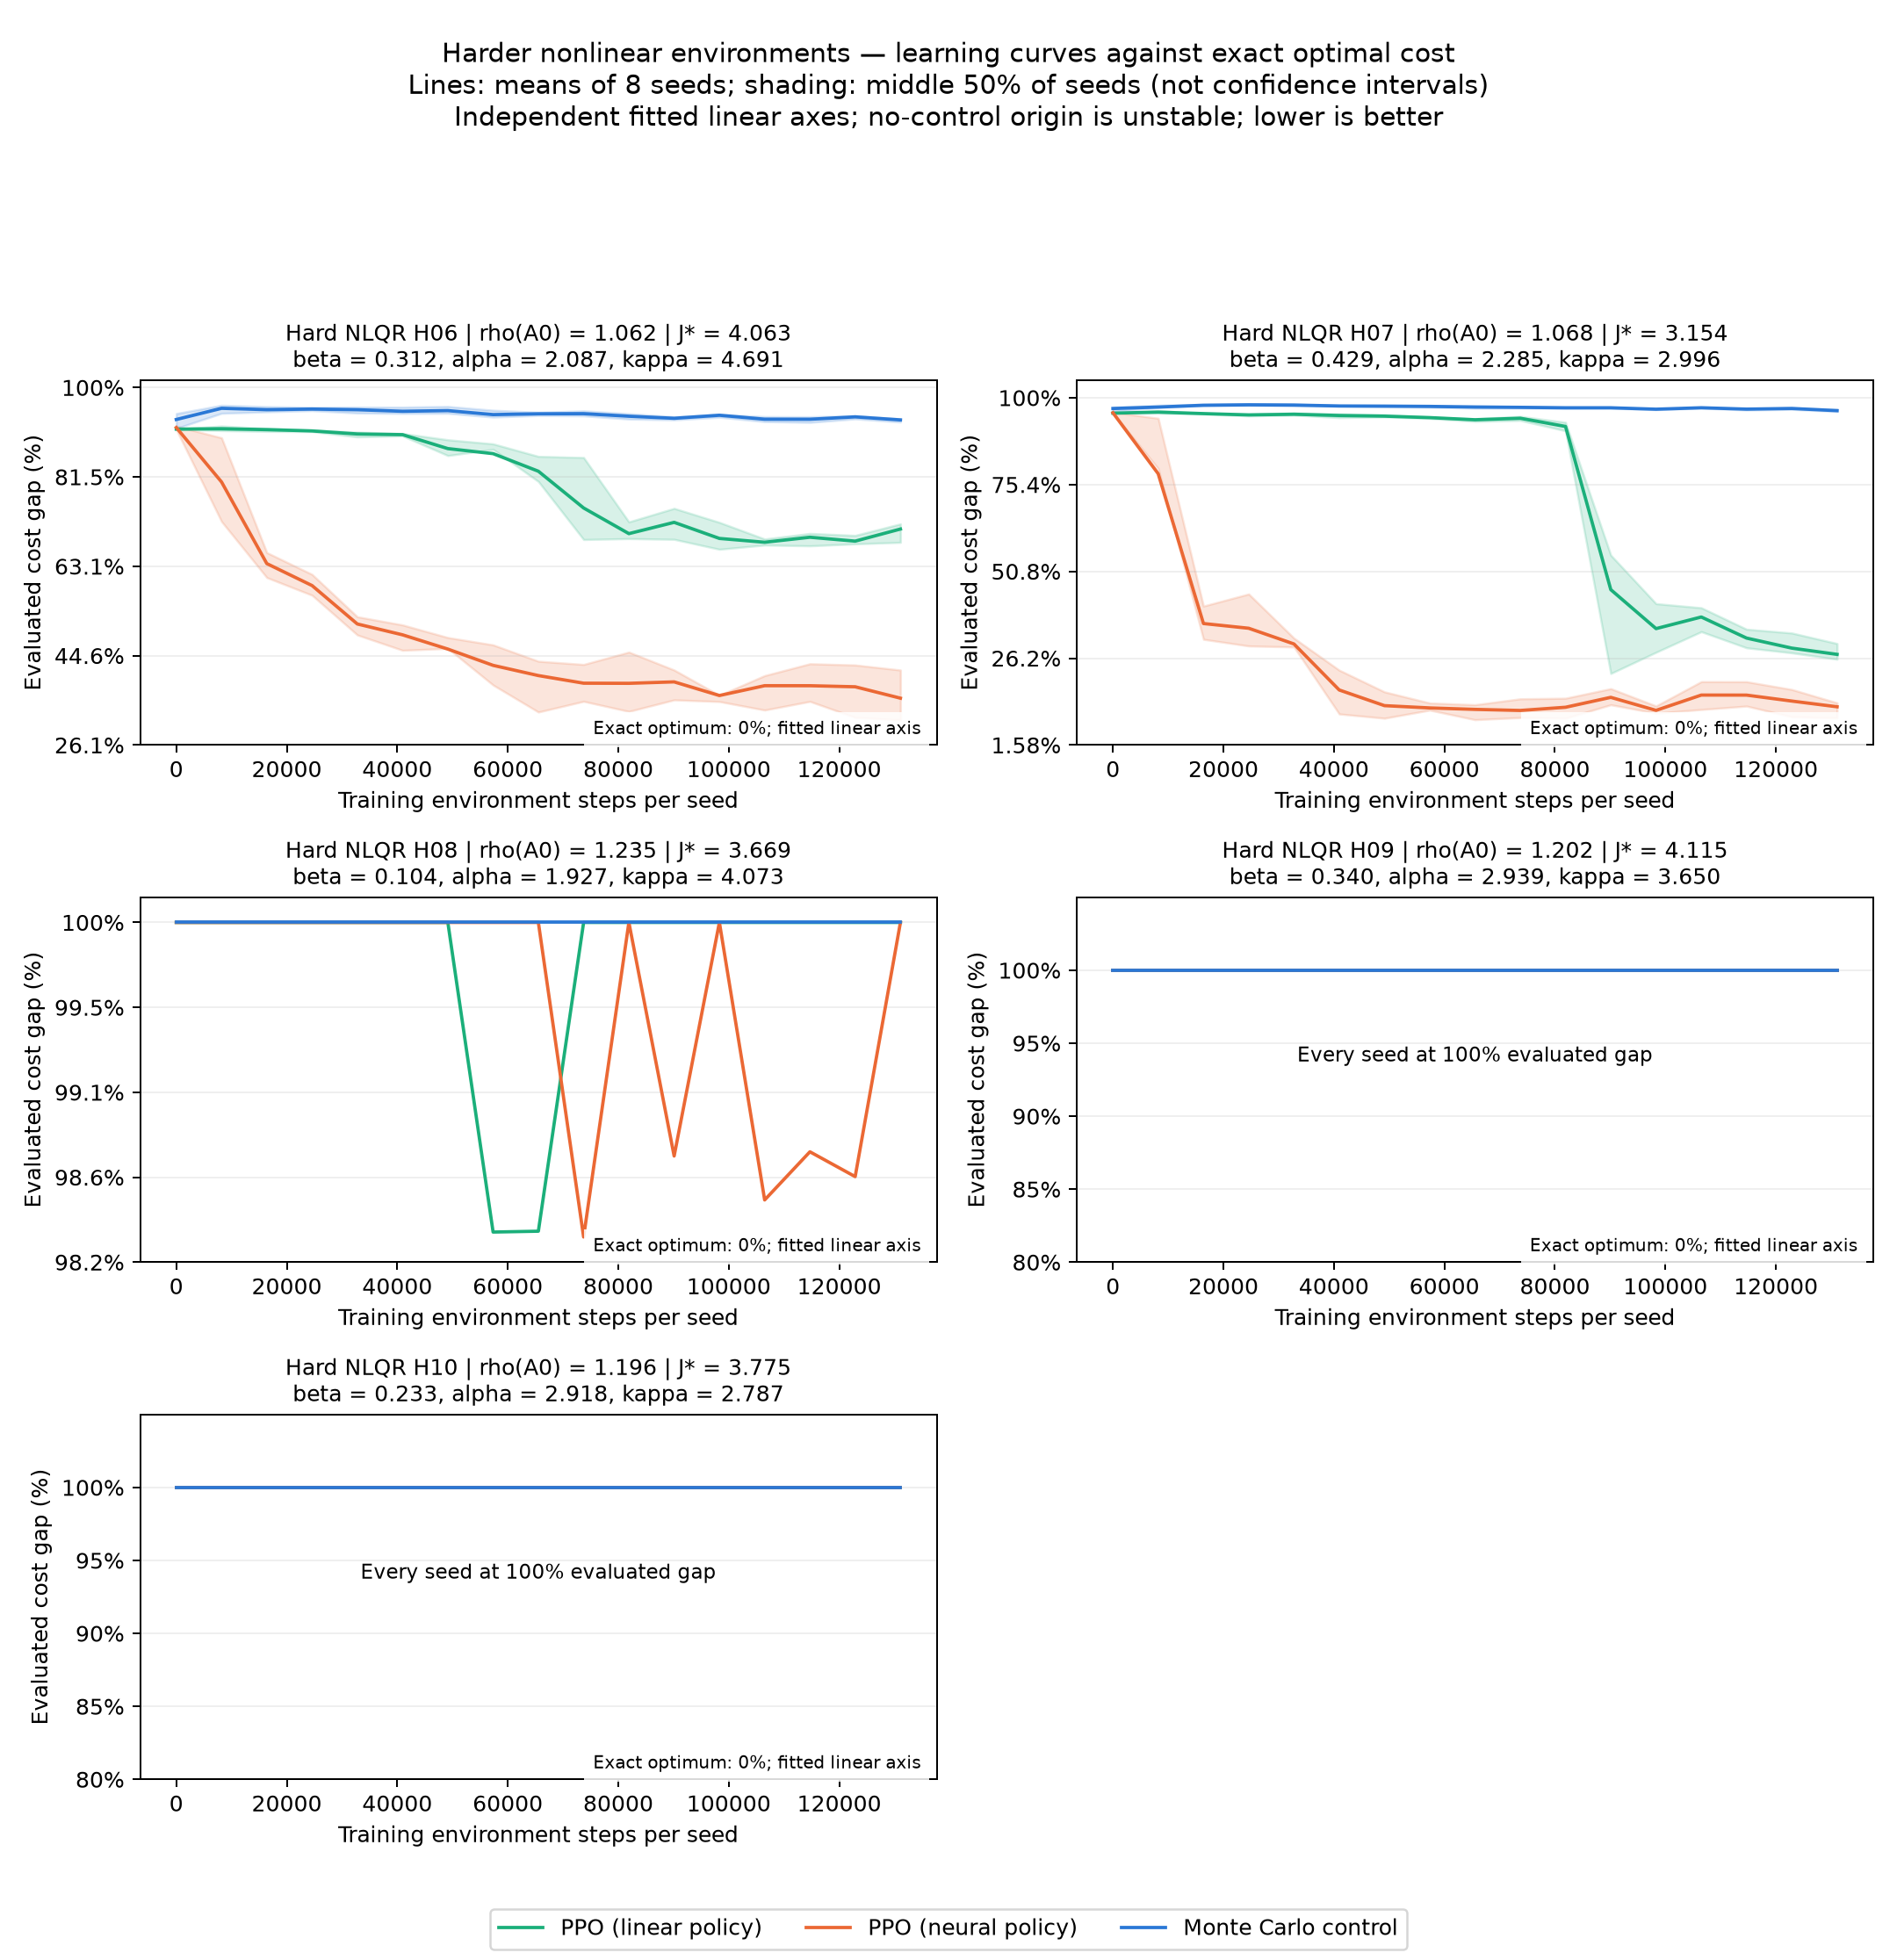 Harder nonlinear environments — learning curves against exact optimal cost
Lines: means of 8 seeds; shading: middle 50% of seeds (not confidence intervals)
Independent fitted linear axes; no-control origin is unstable; lower is better
Hard NLQR H06 | rho(A0) = 1.062 | J* = 4.063
beta = 0.312, alpha = 2.087, kappa = 4.691
Evaluated cost gap (%)
100%
81.5%
63.1%
44.6%
26.1%
Exact optimum: 0%; fitted linear axis
0 20000 40000 60000 80000 100000 120000
Training environment steps per seed
Hard NLQR H07 | rho(A0) = 1.068 | J* = 3.154
beta = 0.429, alpha = 2.285, kappa = 2.996
Evaluated cost gap (%)
100%
75.4%
50.8%
26.2%
1.58%
Exact optimum: 0%; fitted linear axis
0 20000 40000 60000 80000 100000 120000
Training environment steps per seed
Hard NLQR H08 | rho(A0) = 1.235 | J* = 3.669
beta = 0.104, alpha = 1.927, kappa = 4.073
Evaluated cost gap (%)
100%
99.5%
99.1%
98.6%
98.2%
Exact optimum: 0%; fitted linear axis
0 20000 40000 60000 80000 100000 120000
Training environment steps per seed
Hard NLQR H09 | rho(A0) = 1.202 | J* = 4.115
beta = 0.340, alpha = 2.939, kappa = 3.650
Evaluated cost gap (%)
100%
95%
90%
85%
80%
Every seed at 100% evaluated gap
Exact optimum: 0%; fitted linear axis
0 20000 40000 60000 80000 100000 120000
Training environment steps per seed
Hard NLQR H10 | rho(A0) = 1.196 | J* = 3.775
beta = 0.233, alpha = 2.918, kappa = 2.787
Evaluated cost gap (%)
100%
95%
90%
85%
80%
Every seed at 100% evaluated gap
Exact optimum: 0%; fitted linear axis
0 20000 40000 60000 80000 100000 120000
Training environment steps per seed
PPO (linear policy) PPO (neural policy) Monte Carlo control